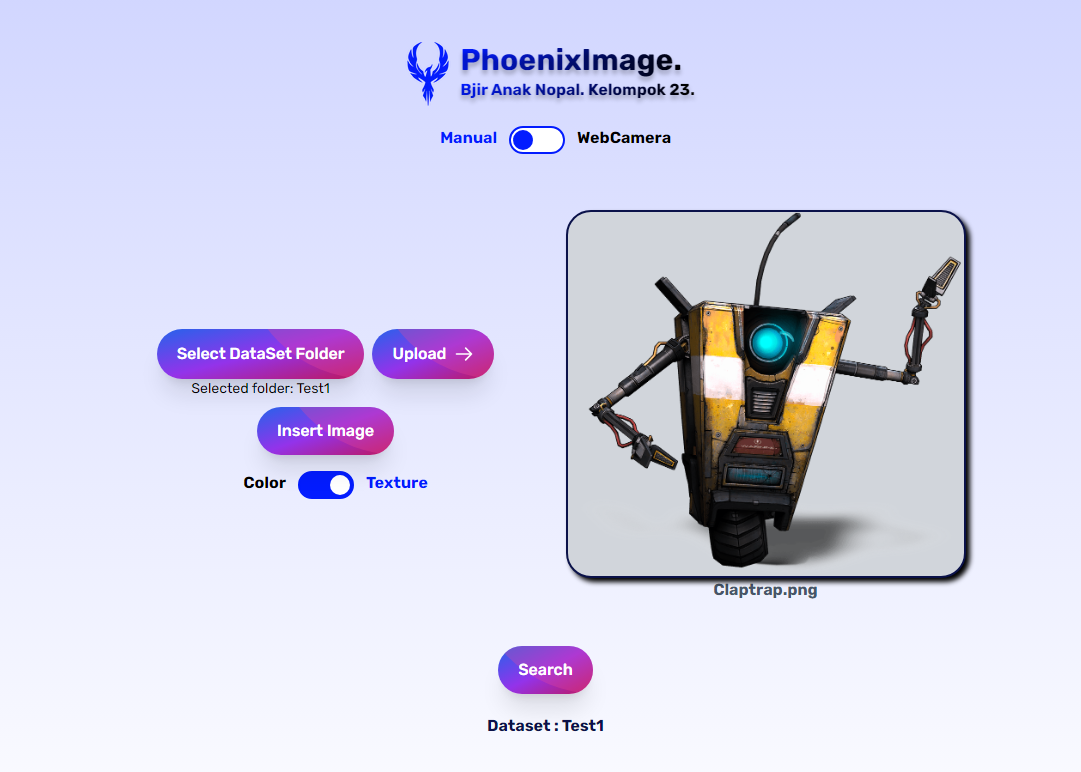 PhoenixImage.
Bjir Anak Nopal. Kelompok 23.
Manual WebCamera
Select DataSet Folder Upload →
Selected folder: Test1
Insert Image
Color Texture
Claptrap.png
Search
Dataset : Test1